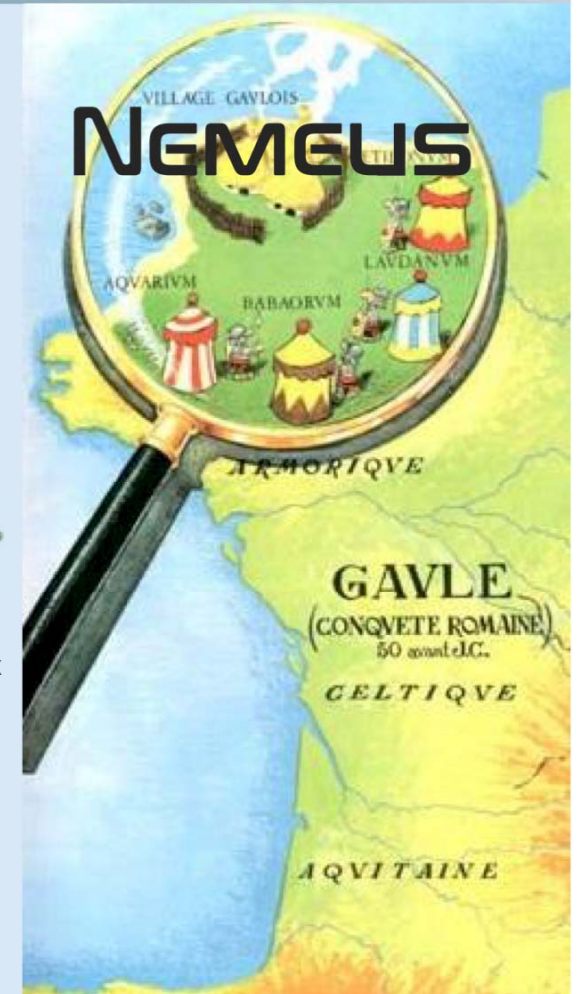 VILLAGE GAVLOIS
NEMEUS
LAVDANVM
AQVARIVM
BABAORVM
ARMORIQVE
GAVLE
(CONQVETE ROMAINE)
50 avant J.C.
CELTIQVE
AQVITAINE